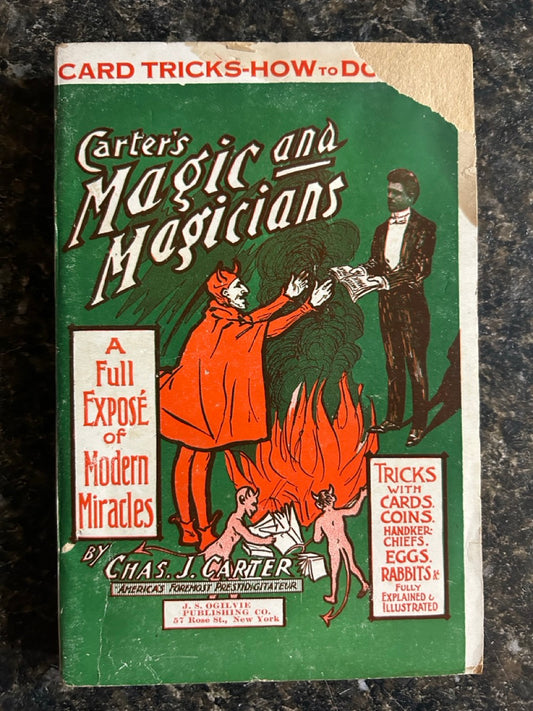 CARD TRICKS-HOW TO DO
Carter's
Magic and
Magicians
A
Full
EXPOSÉ
of
Modern
Miracles
TRICKS
WITH
CARDS.
COINS.
HANDKER-
CHIEFS.
EGGS.
RABBITS &
FULLY
EXPLAINED &
ILLUSTRATED
BY CHAS. J. CARTER
"AMERICA'S FOREMOST PRESTIDIGITATEUR
J. S. OGILVIE
PUBLISHING CO.
57 Rose St., New York